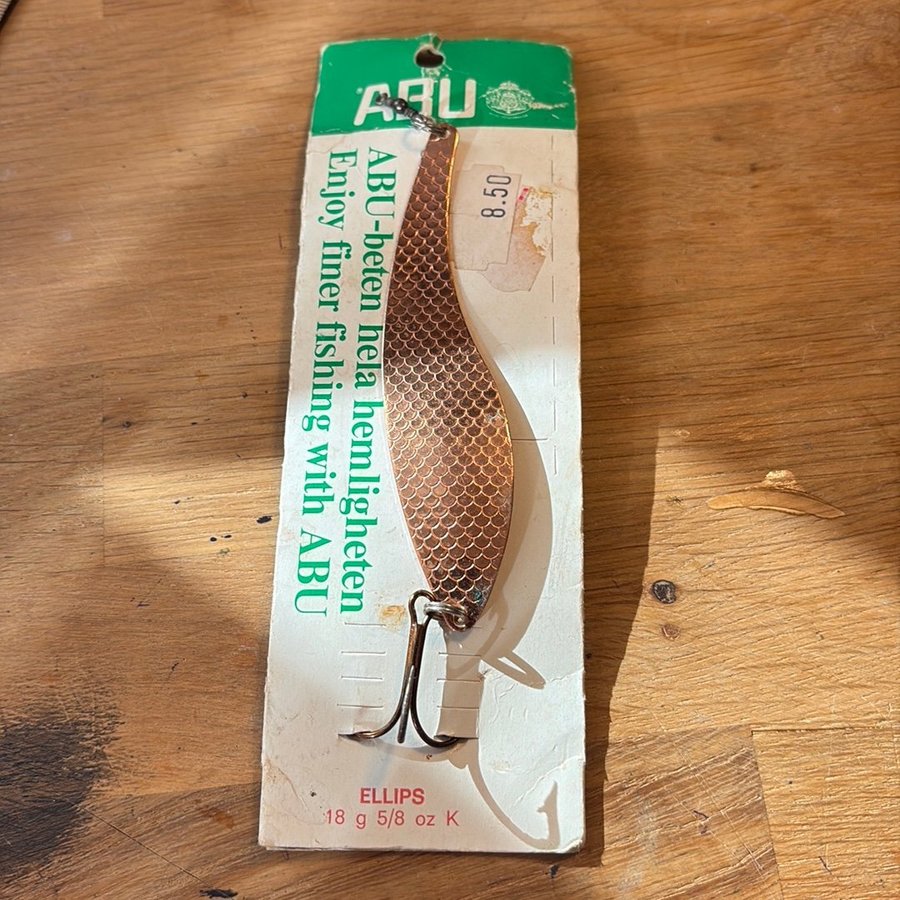 ABU
8.50
ABU-beten hela hemligheten
Enjoy finer fishing with ABU
ELLIPS
18 g 5/8 oz K